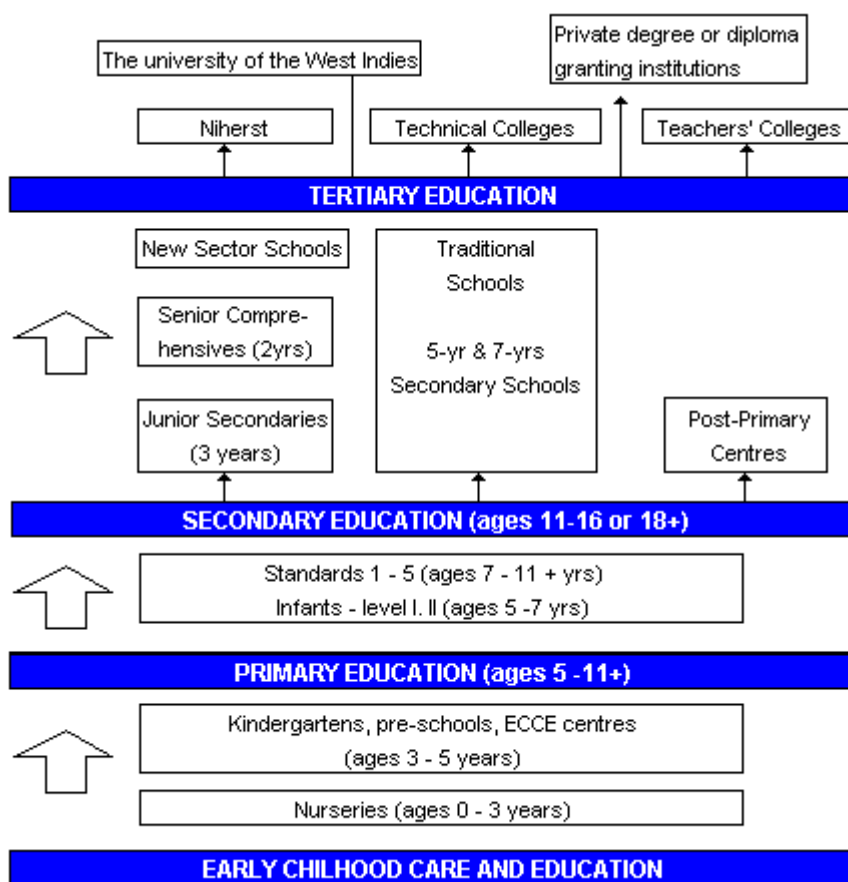 The university of the West Indies
Private degree or diploma
granting institutions
Niherst
Technical Colleges
Teachers' Colleges
TERTIARY EDUCATION
New Sector Schools
Traditional
Schools
5-yr & 7-yrs
Secondary Schools
Senior Compre-
hensives (2yrs)
Junior Secondaries
(3 years)
Post-Primary
Centres
SECONDARY EDUCATION (ages 11-16 or 18+)
Standards 1 - 5 (ages 7 - 11 + yrs)
Infants - level I. II (ages 5 -7 yrs)
PRIMARY EDUCATION (ages 5 -11+)
Kindergartens, pre-schools, ECCE centres
(ages 3 - 5 years)
Nurseries (ages 0 - 3 years)
EARLY CHILHOOD CARE AND EDUCATION